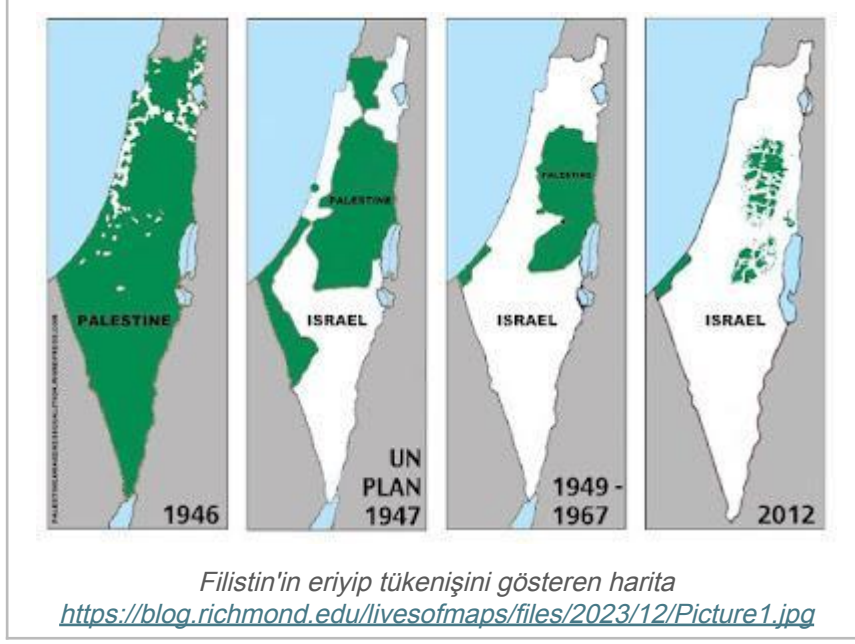 PALESTINE
1946
PALESTINE
ISRAEL
UN
PLAN
1947
PALESTINE
ISRAEL
1949 -
1967
ISRAEL
2012
Filistin'in eriyip tükenişini gösteren harita
https://blog.richmond.edu/livesofmaps/files/2023/12/Picture1.jpg